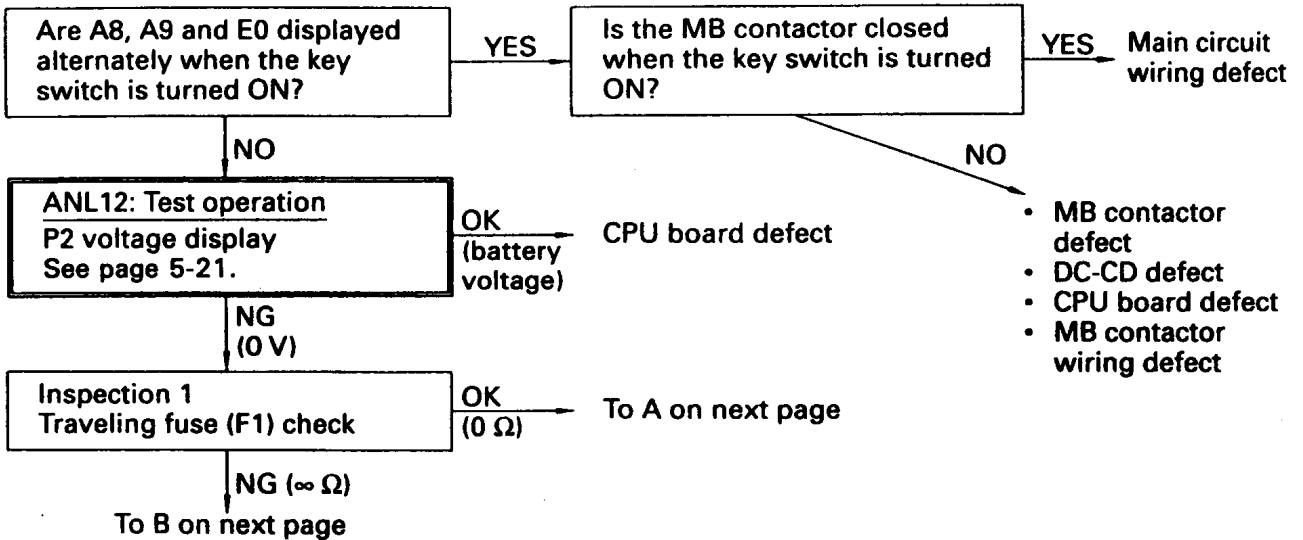 Are A8, A9 and E0 displayed
alternately when the key
switch is turned ON?
YES
Is the MB contactor closed
when the key switch is turned
ON?
YES
Main circuit
wiring defect
NO
NO
ANL12: Test operation
P2 voltage display
See page 5-21.
OK
(battery
voltage)
CPU board defect
• MB contactor
defect
• DC-CD defect
• CPU board defect
• MB contactor
wiring defect
NG
(0 V)
Inspection 1
Traveling fuse (F1) check
OK
(0 Ω)
To A on next page
NG (∞ Ω)
To B on next page